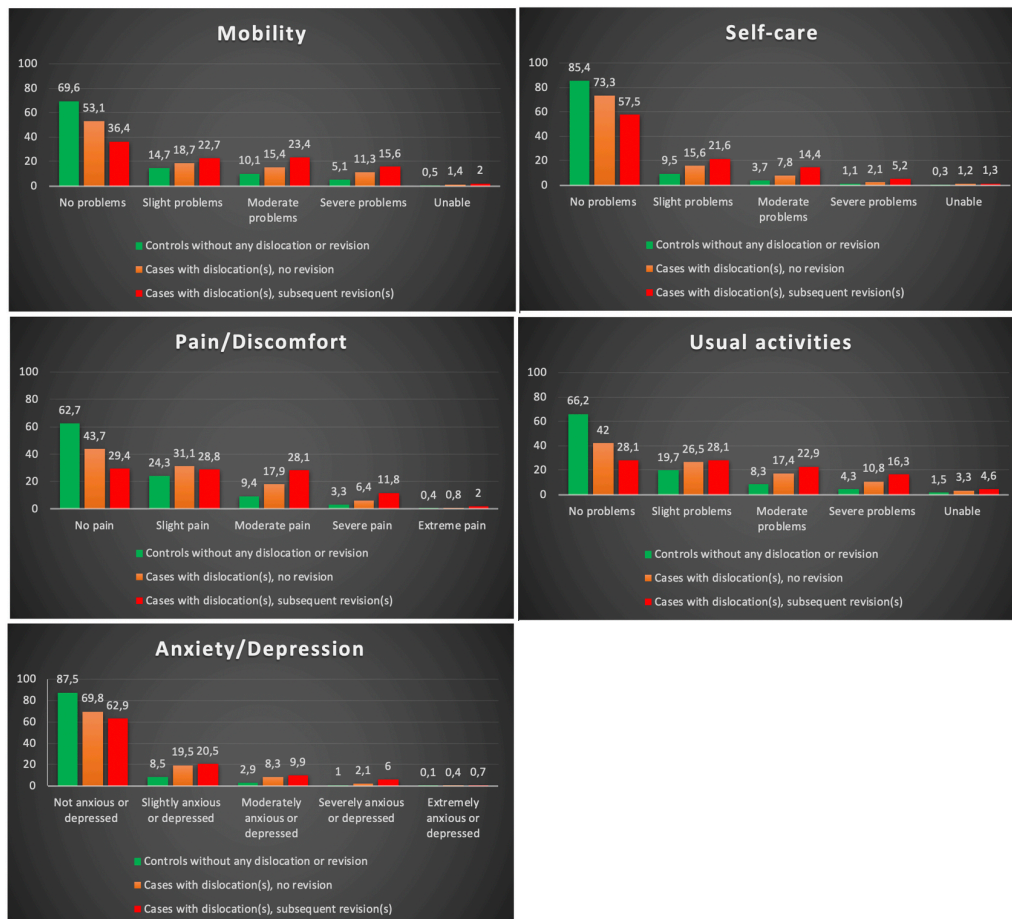 Mobility
100
80
60
40
20
0
69,6 53,1 36,4
14,7 18,7 22,7
10,1 15,4 23,4
5,1 11,3 15,6
0,5 1,4 2
No problems Slight problems Moderate problems Severe problems Unable
Controls without any dislocation or revision
Cases with dislocation(s), no revision
Cases with dislocation(s), subsequent revision(s)
Self-care
100
80
60
40
20
0
85,4 73,3 57,5
9,5 15,6 21,6
3,7 7,8 14,4
1,1 2,1 5,2
0,3 1,2 1,3
No problems Slight problems Moderate problems Severe problems Unable
Controls without any dislocation or revision
Cases with dislocation(s), no revision
Cases with dislocation(s), subsequent revision(s)
Pain/Discomfort
100
80
60
40
20
0
62,7 43,7 29,4
24,3 31,1 28,8
9,4 17,9 28,1
3,3 6,4 11,8
0,4 0,8 2
No pain Slight pain Moderate pain Severe pain Extreme pain
Controls without any dislocation or revision
Cases with dislocation(s), no revision
Cases with dislocation(s), subsequent revision(s)
Usual activities
100
80
60
40
20
0
66,2 42 28,1
19,7 26,5 28,1
8,3 17,4 22,9
4,3 10,8 16,3
1,5 3,3 4,6
No problems Slight problems Moderate problems Severe problems Unable
Controls without any dislocation or revision
Cases with dislocation(s), no revision
Cases with dislocation(s), subsequent revision(s)
Anxiety/Depression
100
80
60
40
20
0
87,5 69,8 62,9
8,5 19,5 20,5
2,9 8,3 9,9
1 2,1 6
0,1 0,4 0,7
Not anxious or depressed Slightly anxious or depressed Moderately anxious or depressed Severely anxious or depressed Extremely anxious or depressed
Controls without any dislocation or revision
Cases with dislocation(s), no revision
Cases with dislocation(s), subsequent revision(s)